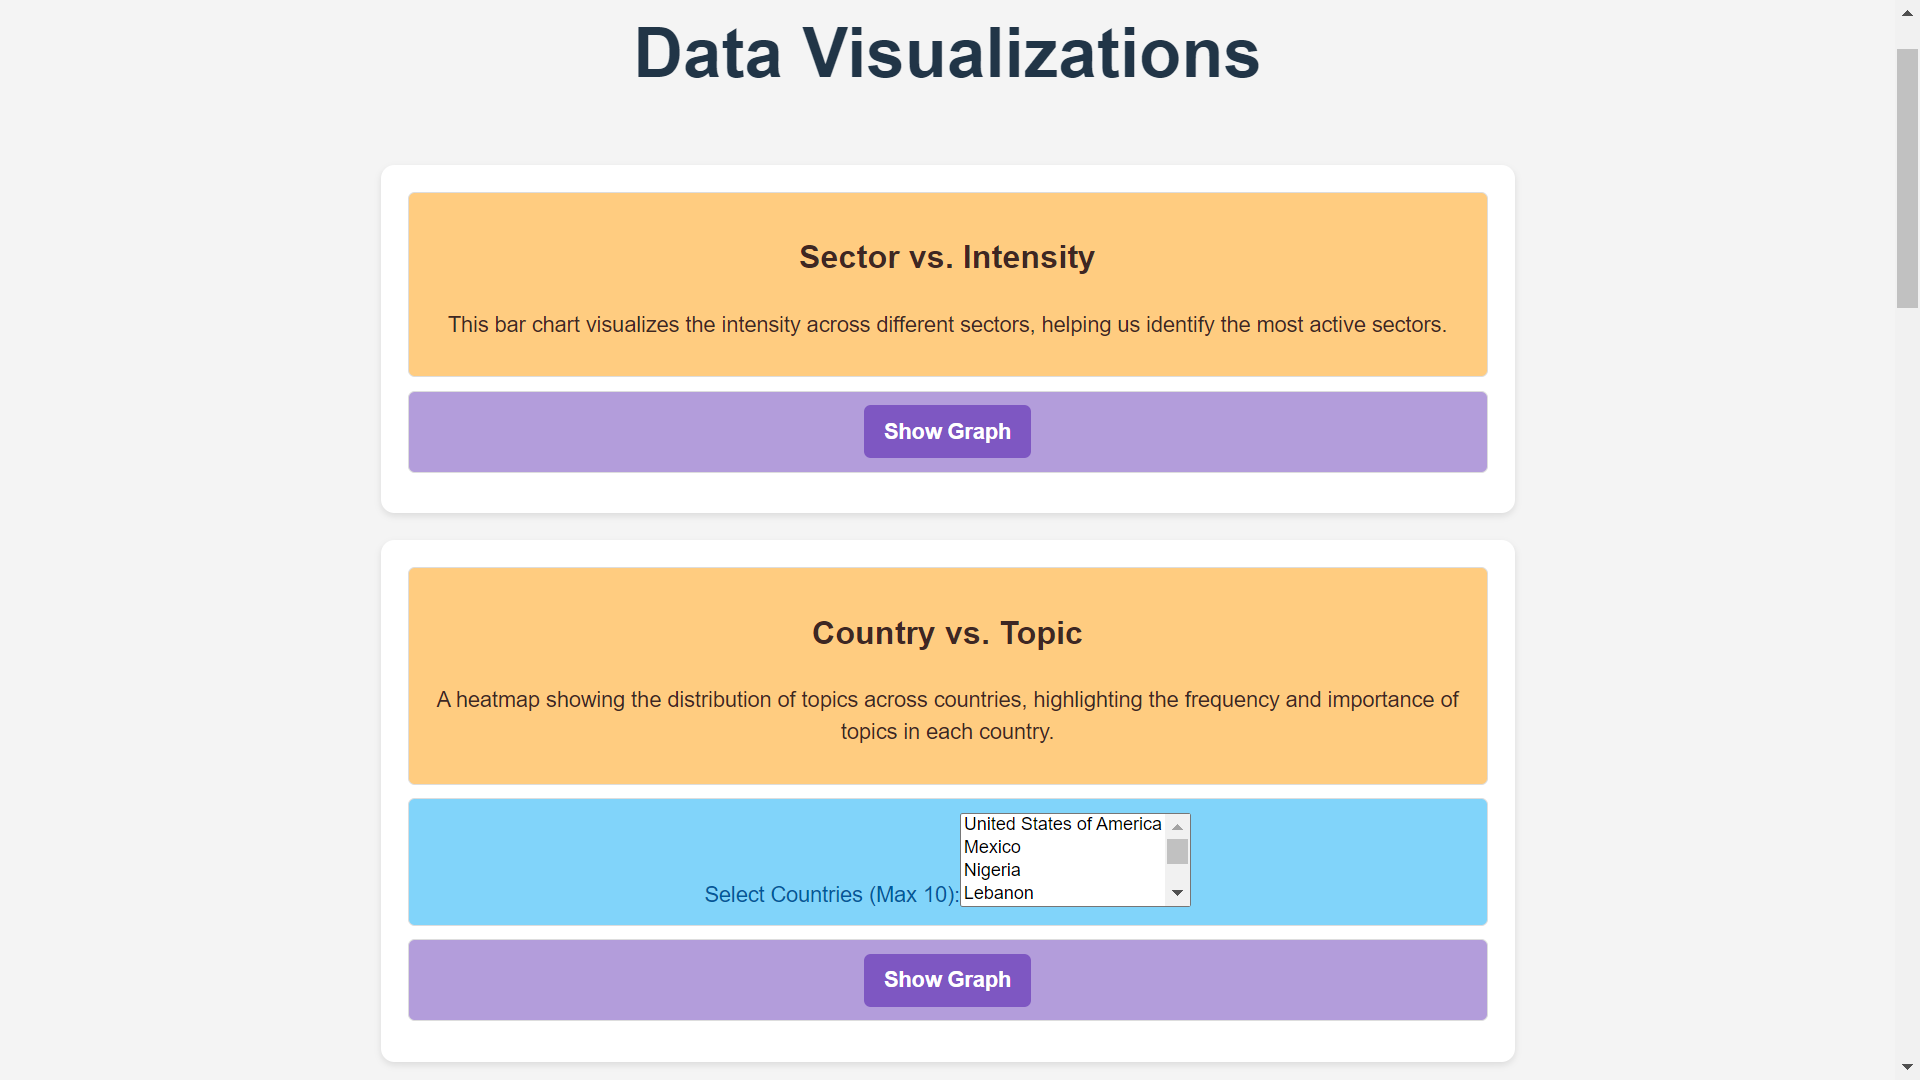 Data Visualizations
Sector vs. Intensity
This bar chart visualizes the intensity across different sectors, helping us identify the most active sectors.
Show Graph
Country vs. Topic
A heatmap showing the distribution of topics across countries, highlighting the frequency and importance of
topics in each country.
United States of America
Mexico
Nigeria
Select Countries (Max 10): Lebanon
Show Graph